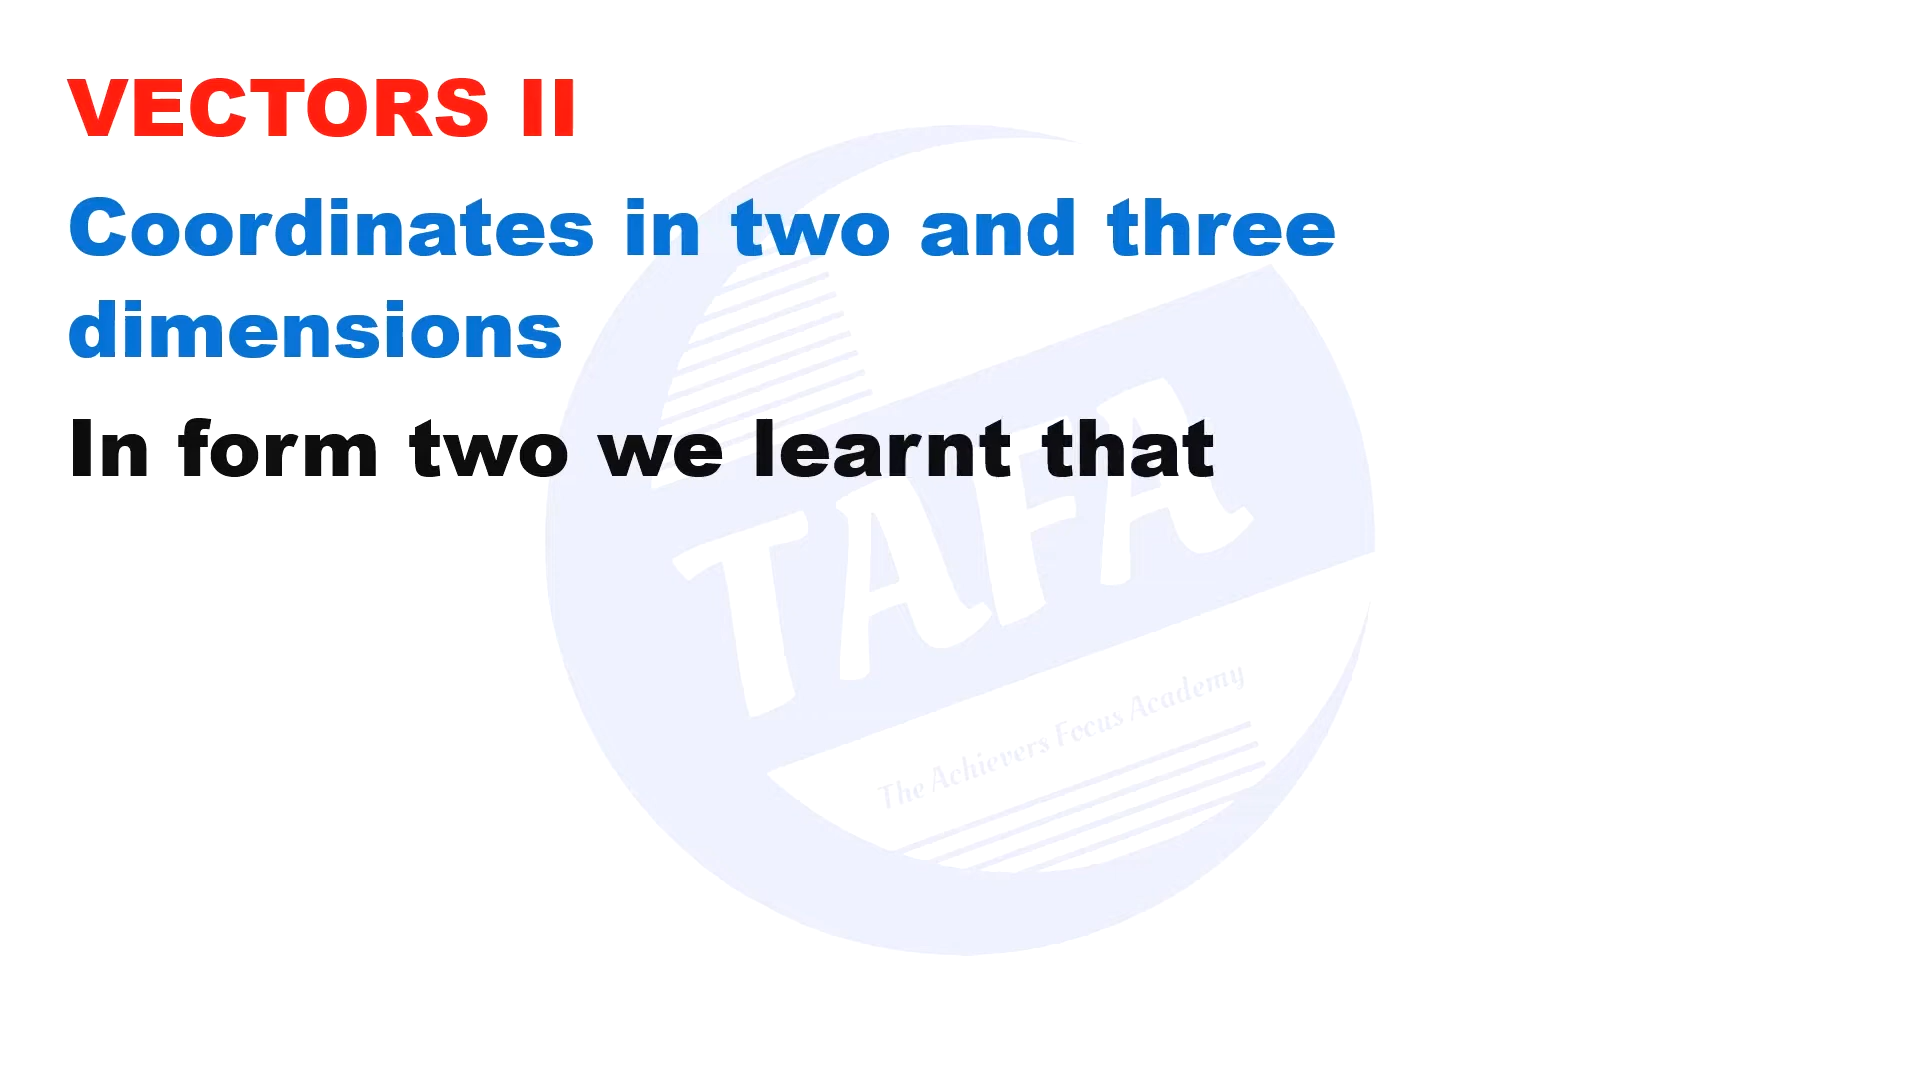 VECTORS II
Coordinates in two and three
dimensions
In form two we learnt that
TAFA
The Achievers Focus Academy